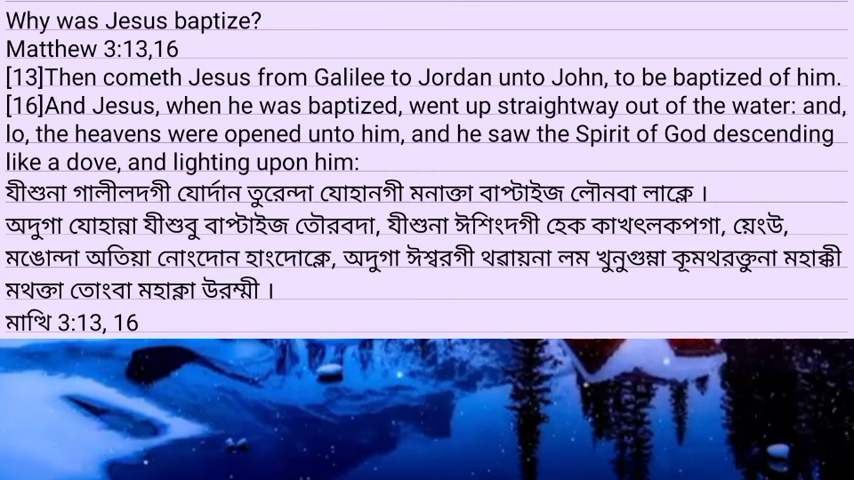 Why was Jesus baptize?
Matthew 3:13,16
[13]Then cometh Jesus from Galilee to Jordan unto John, to be baptized of him.
[16]And Jesus, when he was baptized, went up straightway out of the water: and,
lo, the heavens were opened unto him, and he saw the Spirit of God descending
like a dove, and lighting upon him:
যীশুনা গালীলদগী যোর্দান তুরেন্দা যোহানগী মনাক্তা বাপ্টাইজ লৌনবা লাক্লে ।
অদুগা যোহান্না যীশুবু বাপ্টাইজ তৌরবদা, যীশুনা ঈশিংদগী হেক কাখৎলকপগা, য়েংউ,
মঙোন্দা অতিয়া নোংদোন হাংদোক্লে, অদুগা ঈশ্বরগী থৱায়না লম খুনুগুম্না কূমথরক্তুনা মহাক্কী
মথক্তা তোংবা মহাক্না উরম্মী ।
মাত্থি 3:13, 16